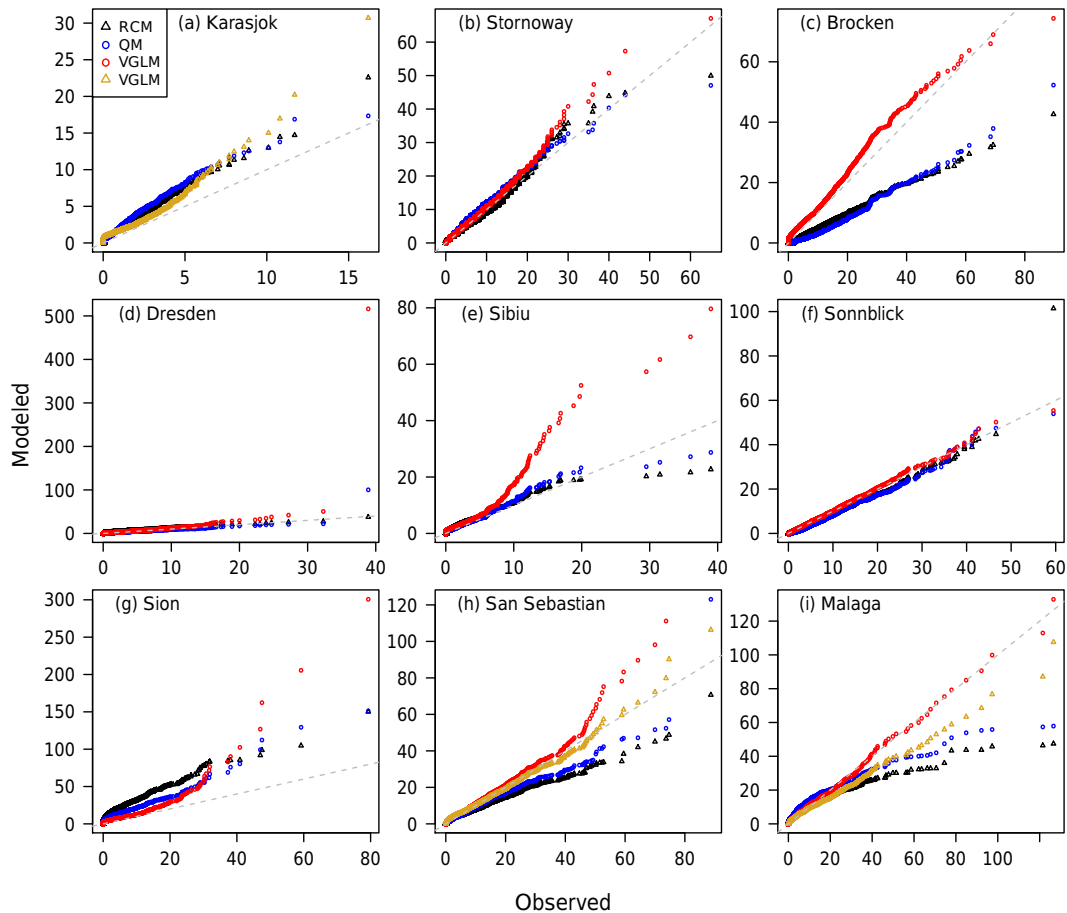 (a) Karasjok
RCM
QM
VGLM
VGLM
0 5 10 15 20 25 30
0 5 10 15
(b) Stornoway
0 10 20 30 40 50 60
0 10 20 30 40 50 60
(c) Brocken
0 20 40 60 80
0 20 40 60 80
(d) Dresden
0 50 100 200 300 400 500
0 10 20 30 40
(e) Sibiu
0 20 40 60 80
0 10 20 30 40
(f) Sonnblick
0 20 40 60 80 100
0 10 20 30 40 50 60
(g) Sion
0 50 100 150 200 250 300
0 20 40 60 80
(h) San Sebastian
0 20 40 60 80 100 120
0 20 40 60 80
(i) Malaga
0 20 40 60 80 100 120
0 20 40 60 80 100
Modeled
Observed